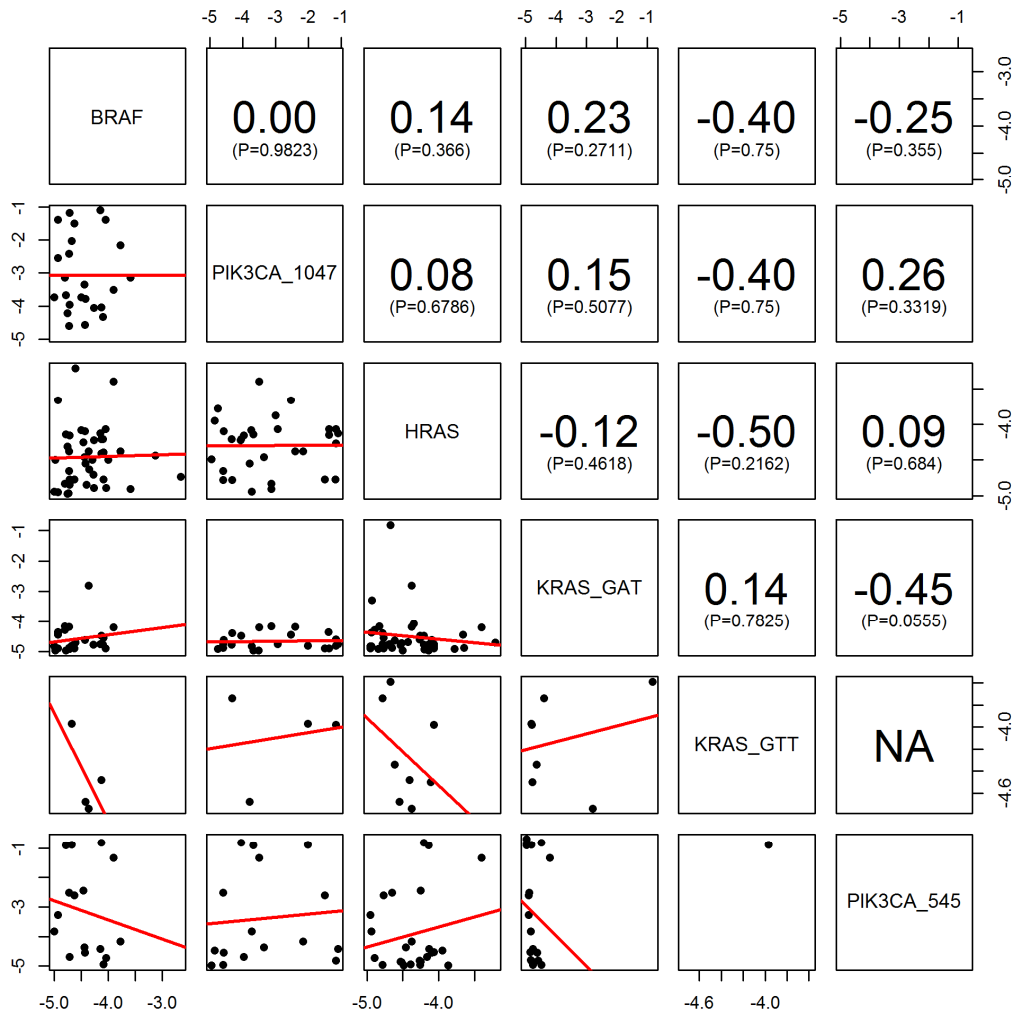 -5 -4 -3 -2 -1 -5 -4 -3 -2 -1 -5 -3 -1
BRAF 0.00 0.14 0.23 -0.40 -0.25
(P=0.9823) (P=0.366) (P=0.2711) (P=0.75) (P=0.355)
-3.0
-4.0
-5.0
-1
-2
-3
-4
-5
PIK3CA_1047 0.08 0.15 -0.40 0.26
(P=0.6786) (P=0.5077) (P=0.75) (P=0.3319)
HRAS -0.12 -0.50 0.09
(P=0.4618) (P=0.2162) (P=0.684)
-4.0
-5.0
-1
-2
-3
-4
-5
KRAS_GAT 0.14 -0.45
(P=0.7825) (P=0.0555)
KRAS_GTT NA
-4.0
-4.6
-1
-3
-5
PIK3CA_545
-5.0 -4.0 -3.0 -5.0 -4.0 -4.6 -4.0